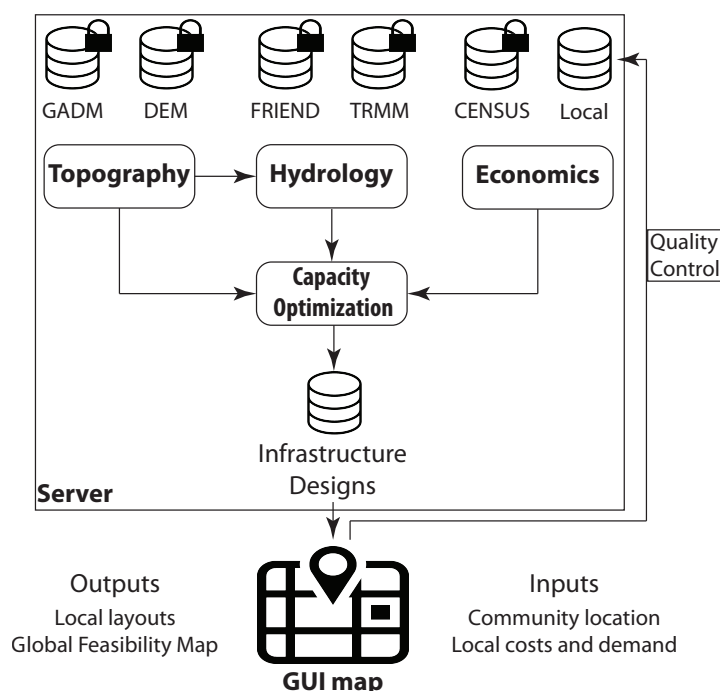 GADM
DEM
FRIEND
TRMM
CENSUS
Local
Topography
Hydrology
Economics
Quality
Control
Capacity
Optimization
Infrastructure
Designs
Server
Outputs
Local layouts
Global Feasibility Map
Inputs
Community location
Local costs and demand
GUI map